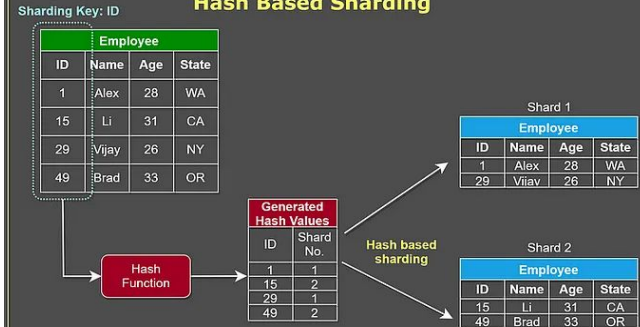 Hash Based Sharding
Sharding Key: ID
Employee
ID Name Age State
1 Alex 28 WA
15 Li 31 CA
29 Vijay 26 NY
49 Brad 33 OR
Hash
Function
Generated
Hash Values
ID Shard
No.
1 1
15 2
29 1
49 2
Hash based
sharding
Shard 1
Employee
ID Name Age State
1 Alex 28 WA
29 Vijay 26 NY
Shard 2
Employee
ID Name Age State
15 Li 31 CA
49 Brad 33 OR